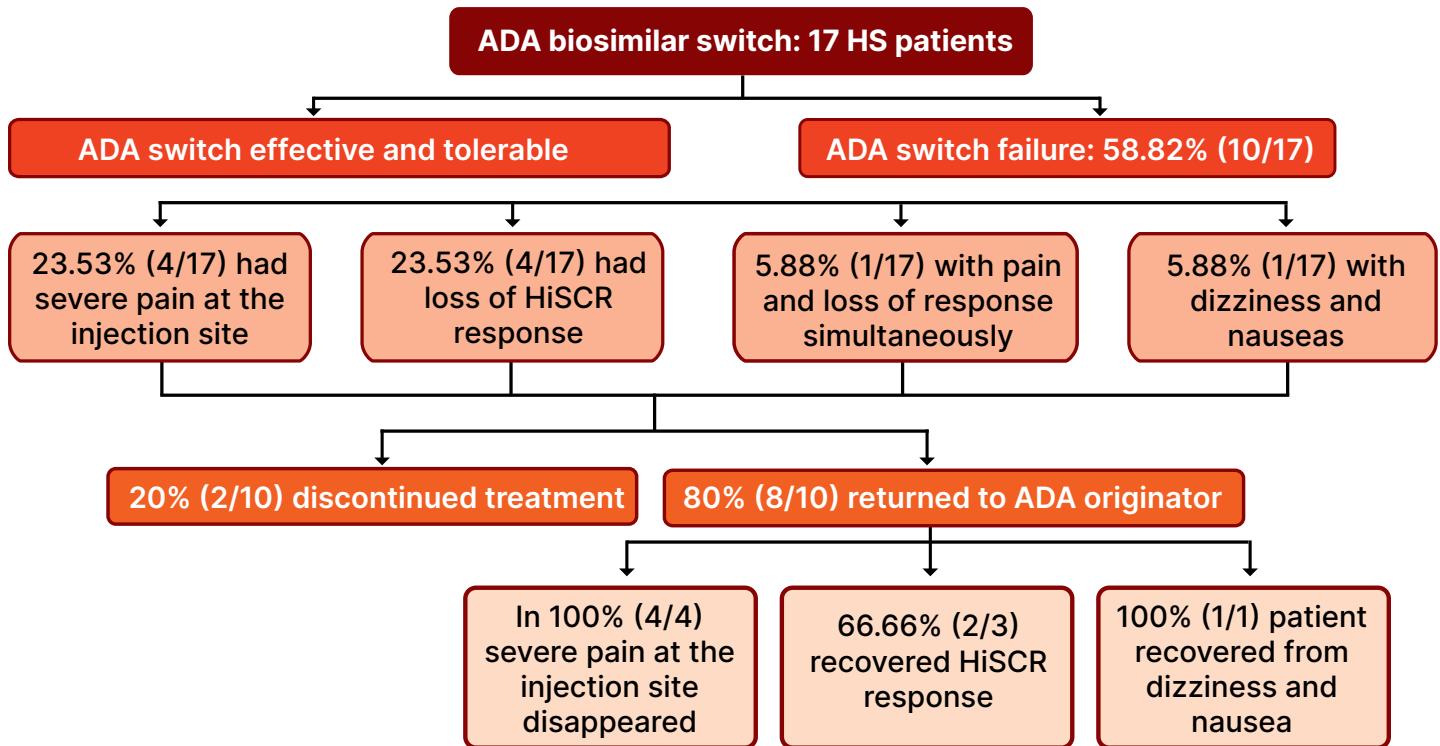 ADA biosimilar switch: 17 HS patients
ADA switch effective and tolerable
ADA switch failure: 58.82% (10/17)
23.53% (4/17) had
severe pain at the
injection site
23.53% (4/17) had
loss of HiSCR
response
5.88% (1/17) with pain
and loss of response
simultaneously
5.88% (1/17) with
dizziness and
nauseas
20% (2/10) discontinued treatment
80% (8/10) returned to ADA originator
In 100% (4/4)
severe pain at the
injection site
disappeared
66.66% (2/3)
recovered HiSCR
response
100% (1/1) patient
recovered from
dizziness and
nausea